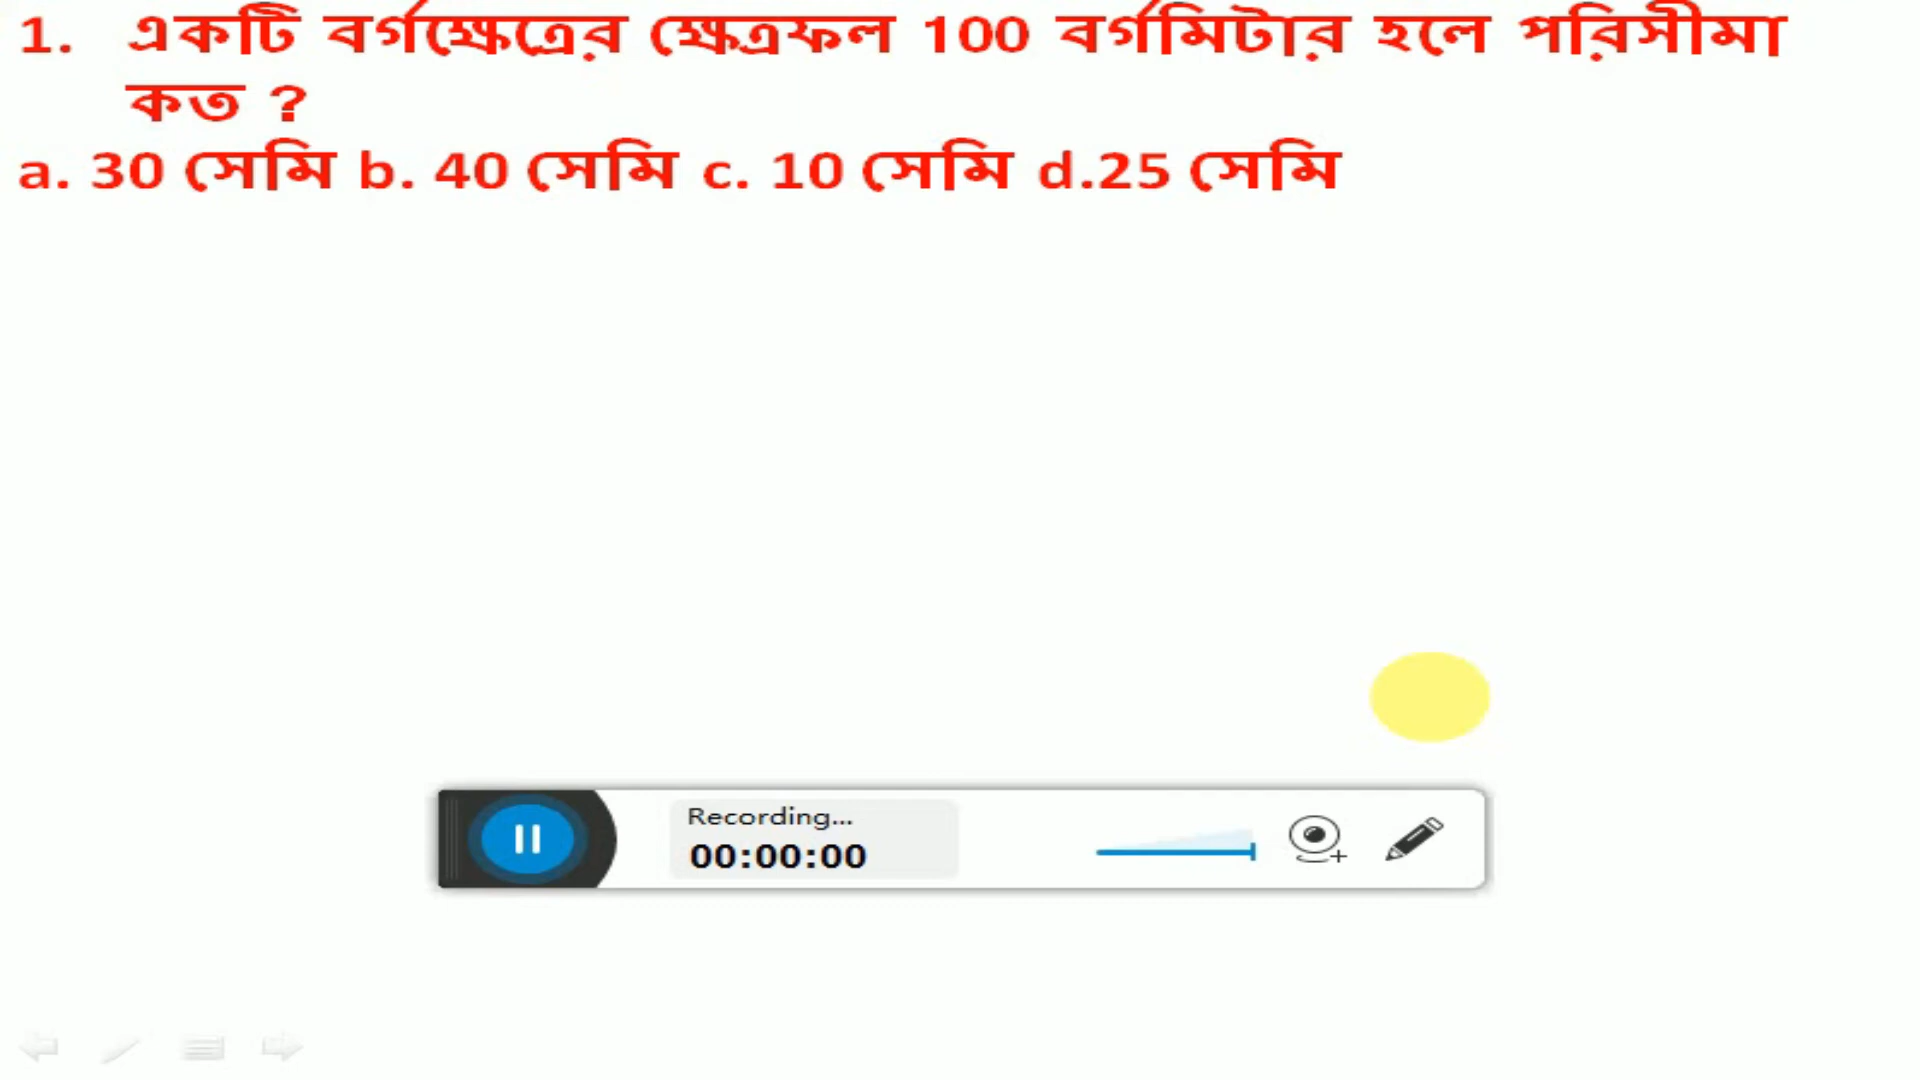 1. একটি বর্গক্ষেত্রের ক্ষেত্রফল 100 বর্গমিটার হলে পরিসীমা
কত ?
a. 30 সেমি b. 40 সেমি c. 10 সেমি d.25 সেমি
Recording...
00:00:00